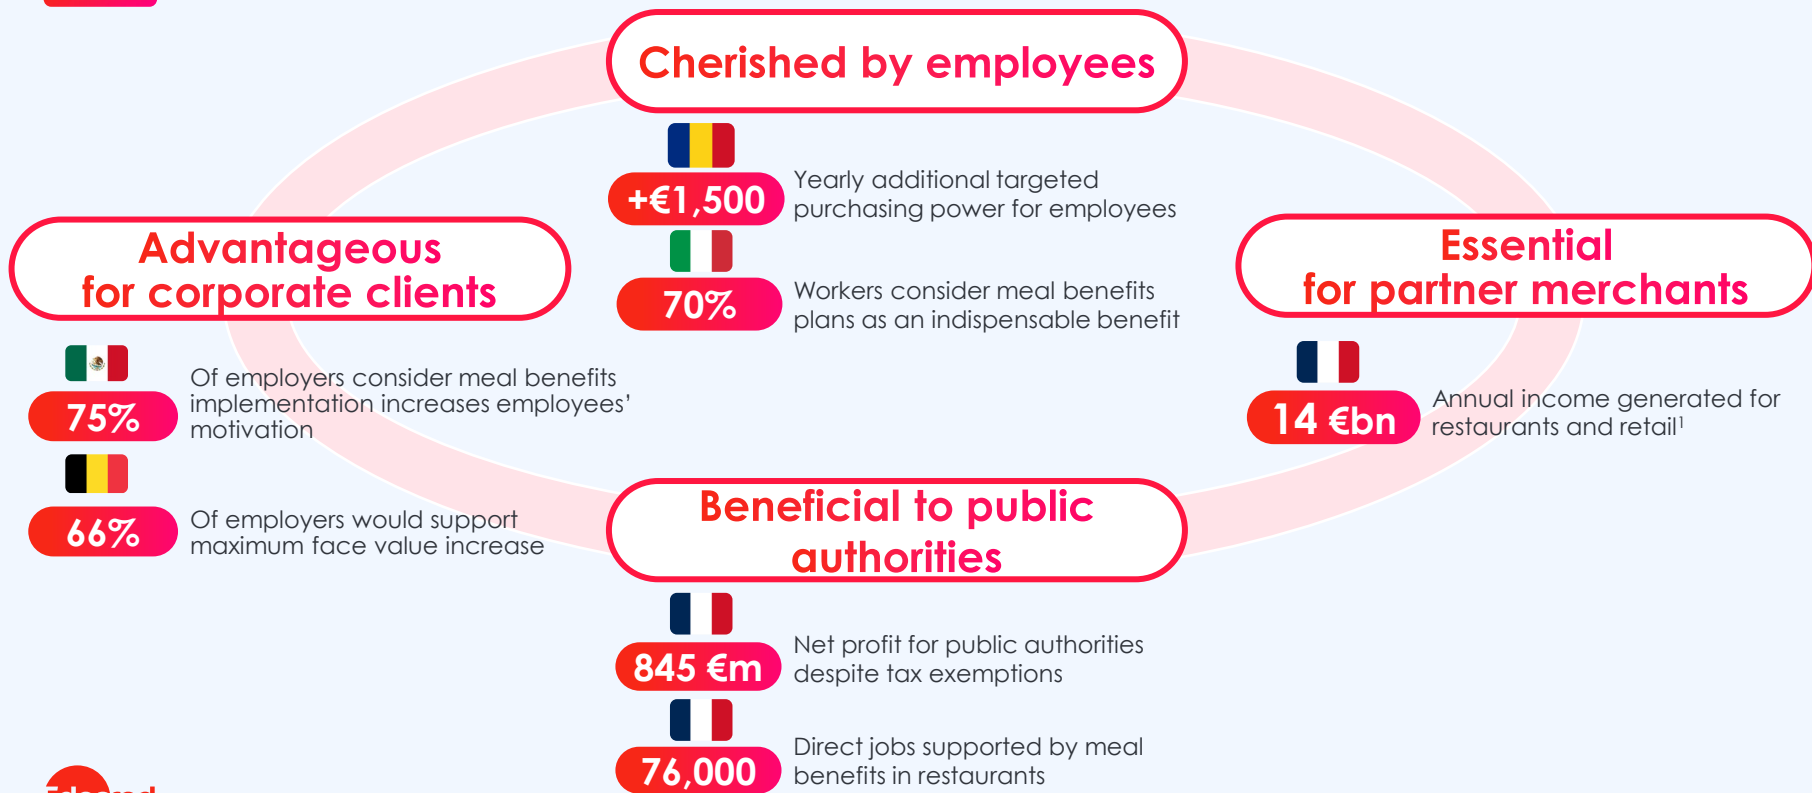 Cherished by employees
+€1,500
Yearly additional targeted
purchasing power for employees
70%
Workers consider meal benefits
plans as an indispensable benefit
Advantageous
for corporate clients
75%
Of employers consider meal benefits
implementation increases employees’
motivation
66%
Of employers would support
maximum face value increase
Essential
for partner merchants
14 €bn
Annual income generated for
restaurants and retail¹
Beneficial to public
authorities
845 €m
Net profit for public authorities
despite tax exemptions
76,000
Direct jobs supported by meal
benefits in restaurants